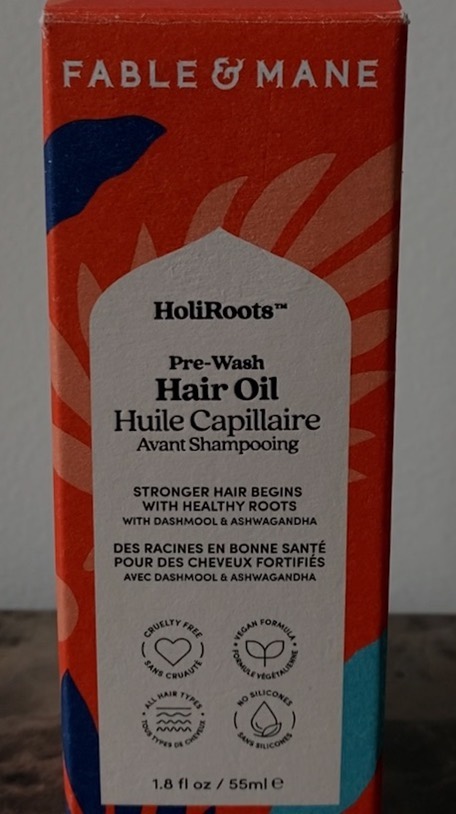 FABLE & MANE
HoliRoots™
Pre-Wash
Hair Oil
Huile Capillaire
Avant Shampooing
STRONGER HAIR BEGINS
WITH HEALTHY ROOTS
WITH DASHMOOL & ASHWAGANDHA
DES RACINES EN BONNE SANTÉ
POUR DES CHEVEUX FORTIFIÉS
AVEC DASHMOOL & ASHWAGANDHA
CRUELTY FREE
SANS CRUAUTÉ
VEGAN FORMULA
FORMULE VÉGÉTALIENNE
ALL HAIR TYPES
TOUS TYPES DE CHEVEUX
NO SILICONES
SANS SILICONES
1.8 fl oz / 55ml ℮